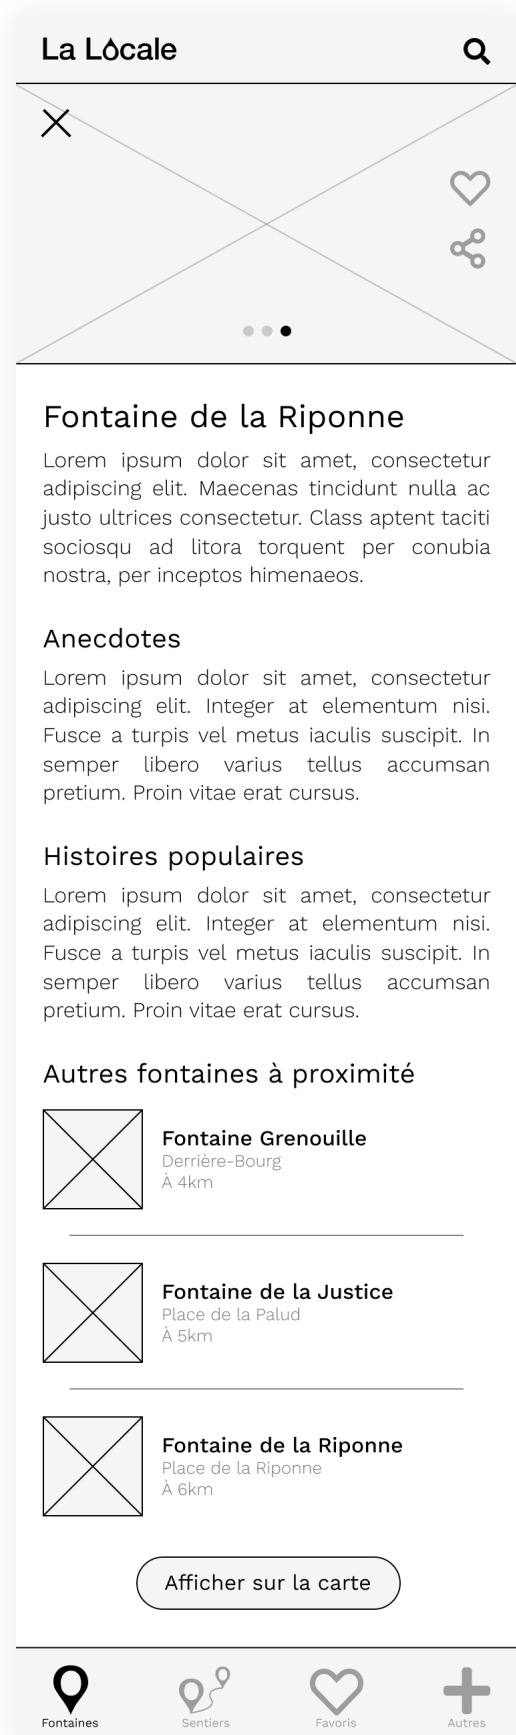 La Locale
Fontaine de la Riponne
Lorem ipsum dolor sit amet, consectetur
adipiscing elit. Maecenas tincidunt nulla ac
justo ultrices consectetur. Class aptent taciti
sociosqu ad litora torquent per conubia
nostra, per inceptos himenaeos.
Anecdotes
Lorem ipsum dolor sit amet, consectetur
adipiscing elit. Integer at elementum nisi.
Fusce a turpis vel metus iaculis suscipit. In
semper libero varius tellus accumsan
pretium. Proin vitae erat cursus.
Histoires populaires
Lorem ipsum dolor sit amet, consectetur
adipiscing elit. Integer at elementum nisi.
Fusce a turpis vel metus iaculis suscipit. In
semper libero varius tellus accumsan
pretium. Proin vitae erat cursus.
Autres fontaines à proximité
Fontaine Grenouille
Derrière-Bourg
À 4km
Fontaine de la Justice
Place de la Palud
À 5km
Fontaine de la Riponne
Place de la Riponne
À 6km
Afficher sur la carte
Fontaines
Sentiers
Favoris
Autres